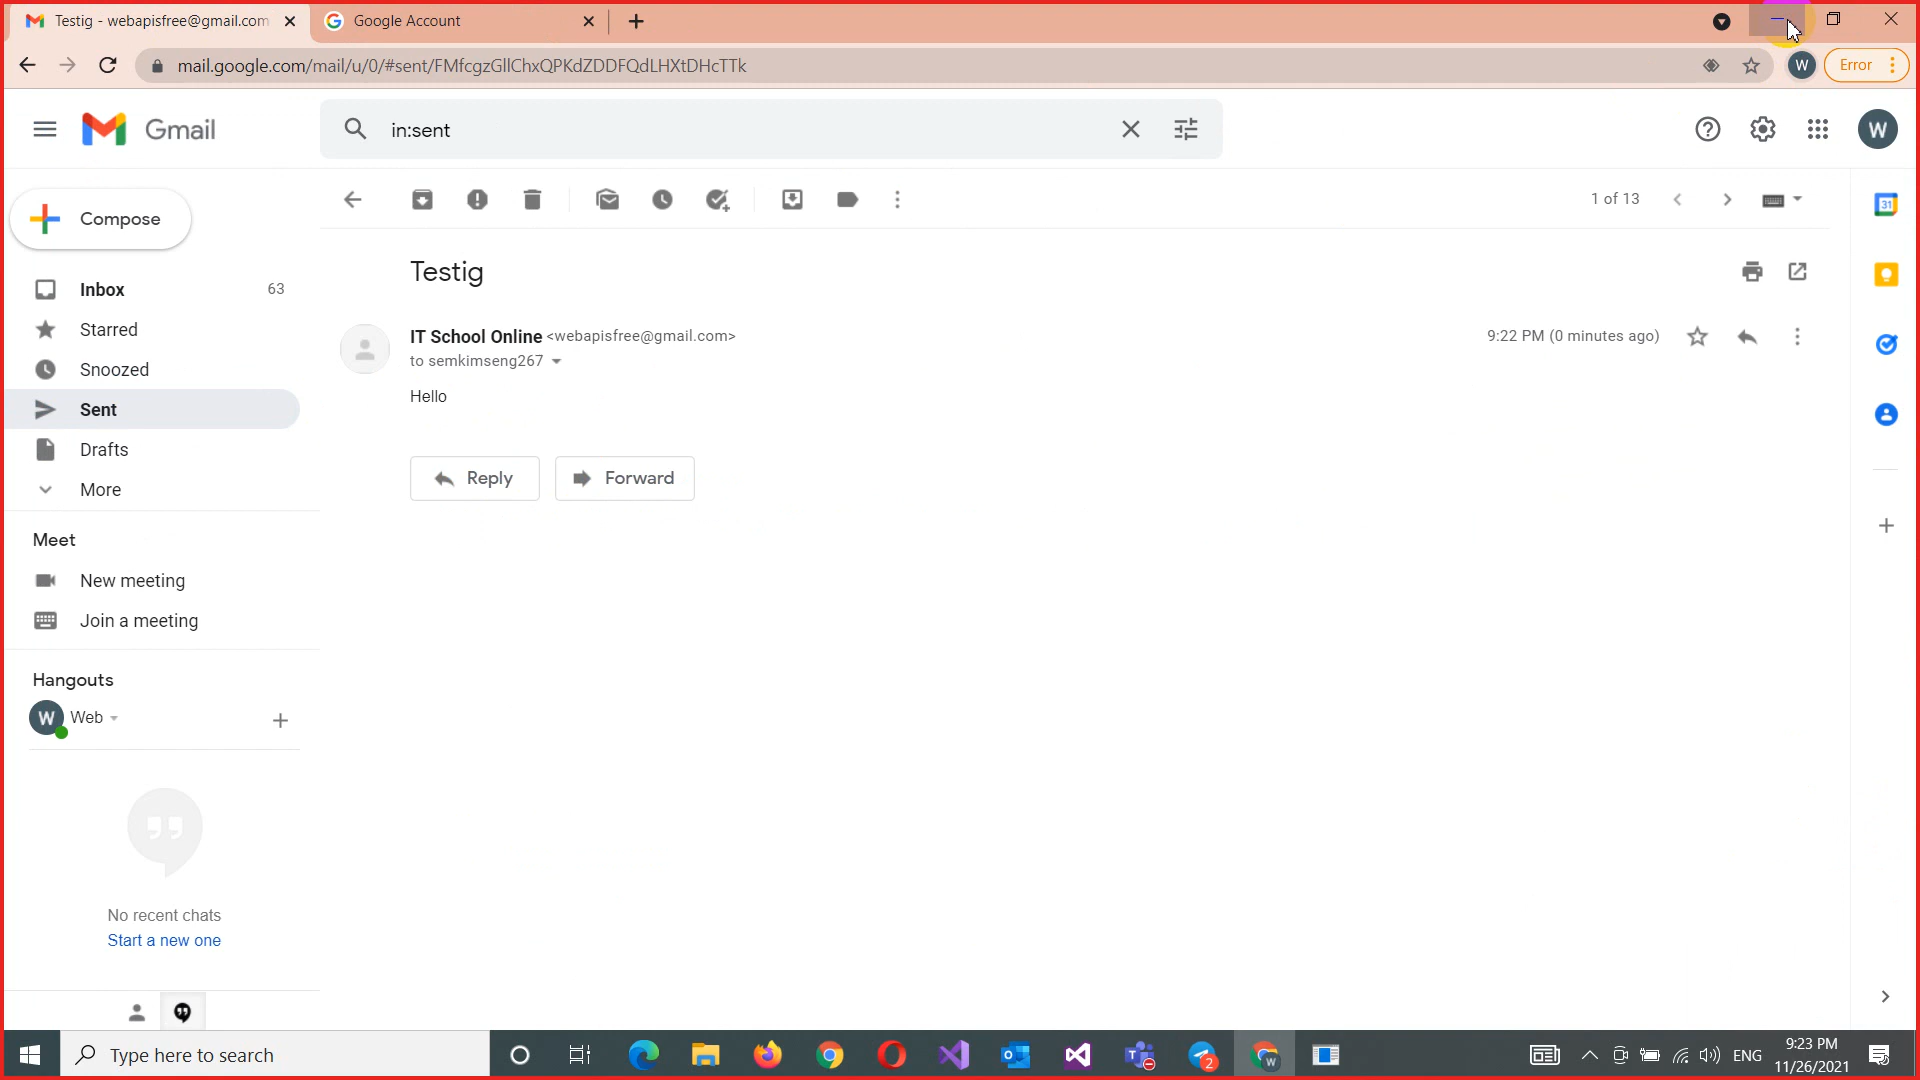 Testig - webapisfree@gmail.com
Google Account
mail.google.com/mail/u/0/#sent/FMfcgzGllChxQPKdZDDFQdLHXtDHcTTk
W
Error
Gmail
in:sent
W
Compose
1 of 13
31
Testig
Inbox 63
Starred
IT School Online <webapisfree@gmail.com>
9:22 PM (0 minutes ago)
to semkimseng267
Snoozed
Hello
Sent
Drafts
Reply
Forward
More
Meet
New meeting
Join a meeting
Hangouts
W Web
No recent chats
Start a new one
Type here to search
2
W
ENG
9:23 PM
11/26/2021